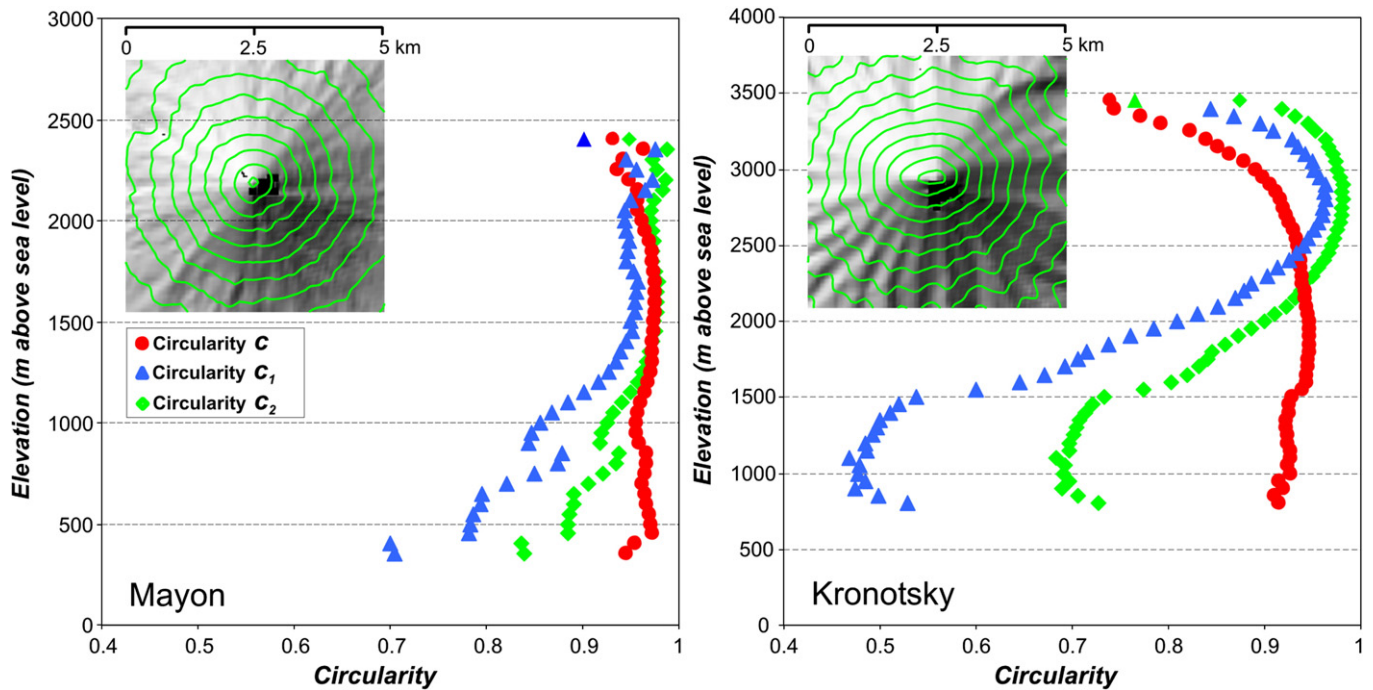 3000
2500
2000
1500
1000
500
0
Elevation (m above sea level)
0 2.5 5 km
Circularity C
Circularity C1
Circularity C2
Mayon
0.4 0.5 0.6 0.7 0.8 0.9 1
Circularity
4000
3500
3000
2500
2000
1500
1000
500
0
Elevation (m above sea level)
0 2.5 5 km
Kronotsky
0.4 0.5 0.6 0.7 0.8 0.9 1
Circularity